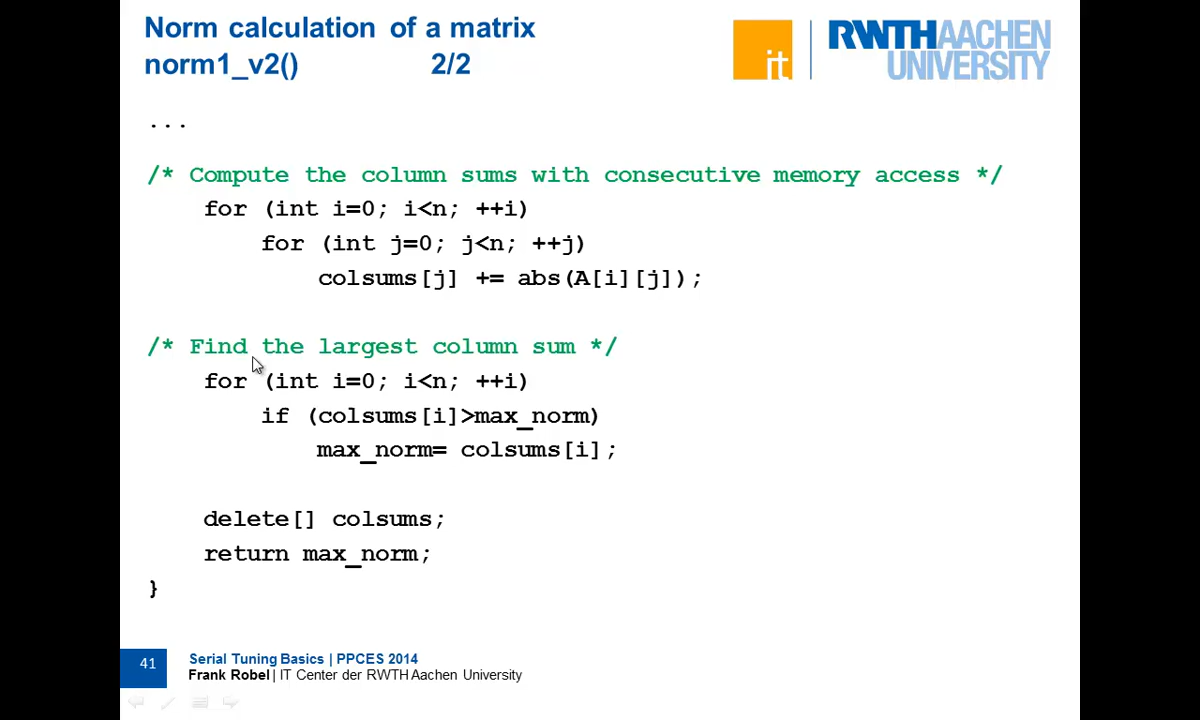 Norm calculation of a matrix
norm1_v2() 2/2
it RWTHAACHEN
UNIVERSITY
...
/* Compute the column sums with consecutive memory access */
for (int i=0; i<n; ++i)
for (int j=0; j<n; ++j)
colsums[j] += abs(A[i][j]);
/* Find the largest column sum */
for (int i=0; i<n; ++i)
if (colsums[i]>max_norm)
max_norm= colsums[i];
delete[] colsums;
return max_norm;
}
41
Serial Tuning Basics | PPCES 2014
Frank Robel | IT Center der RWTH Aachen University